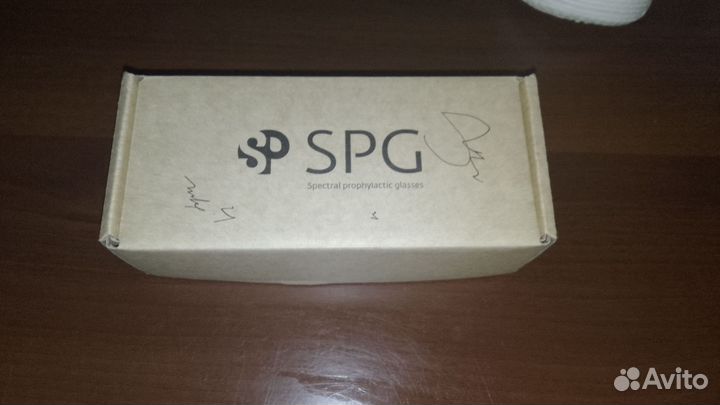 SPG
Spectral prophylactic glasses
Avito